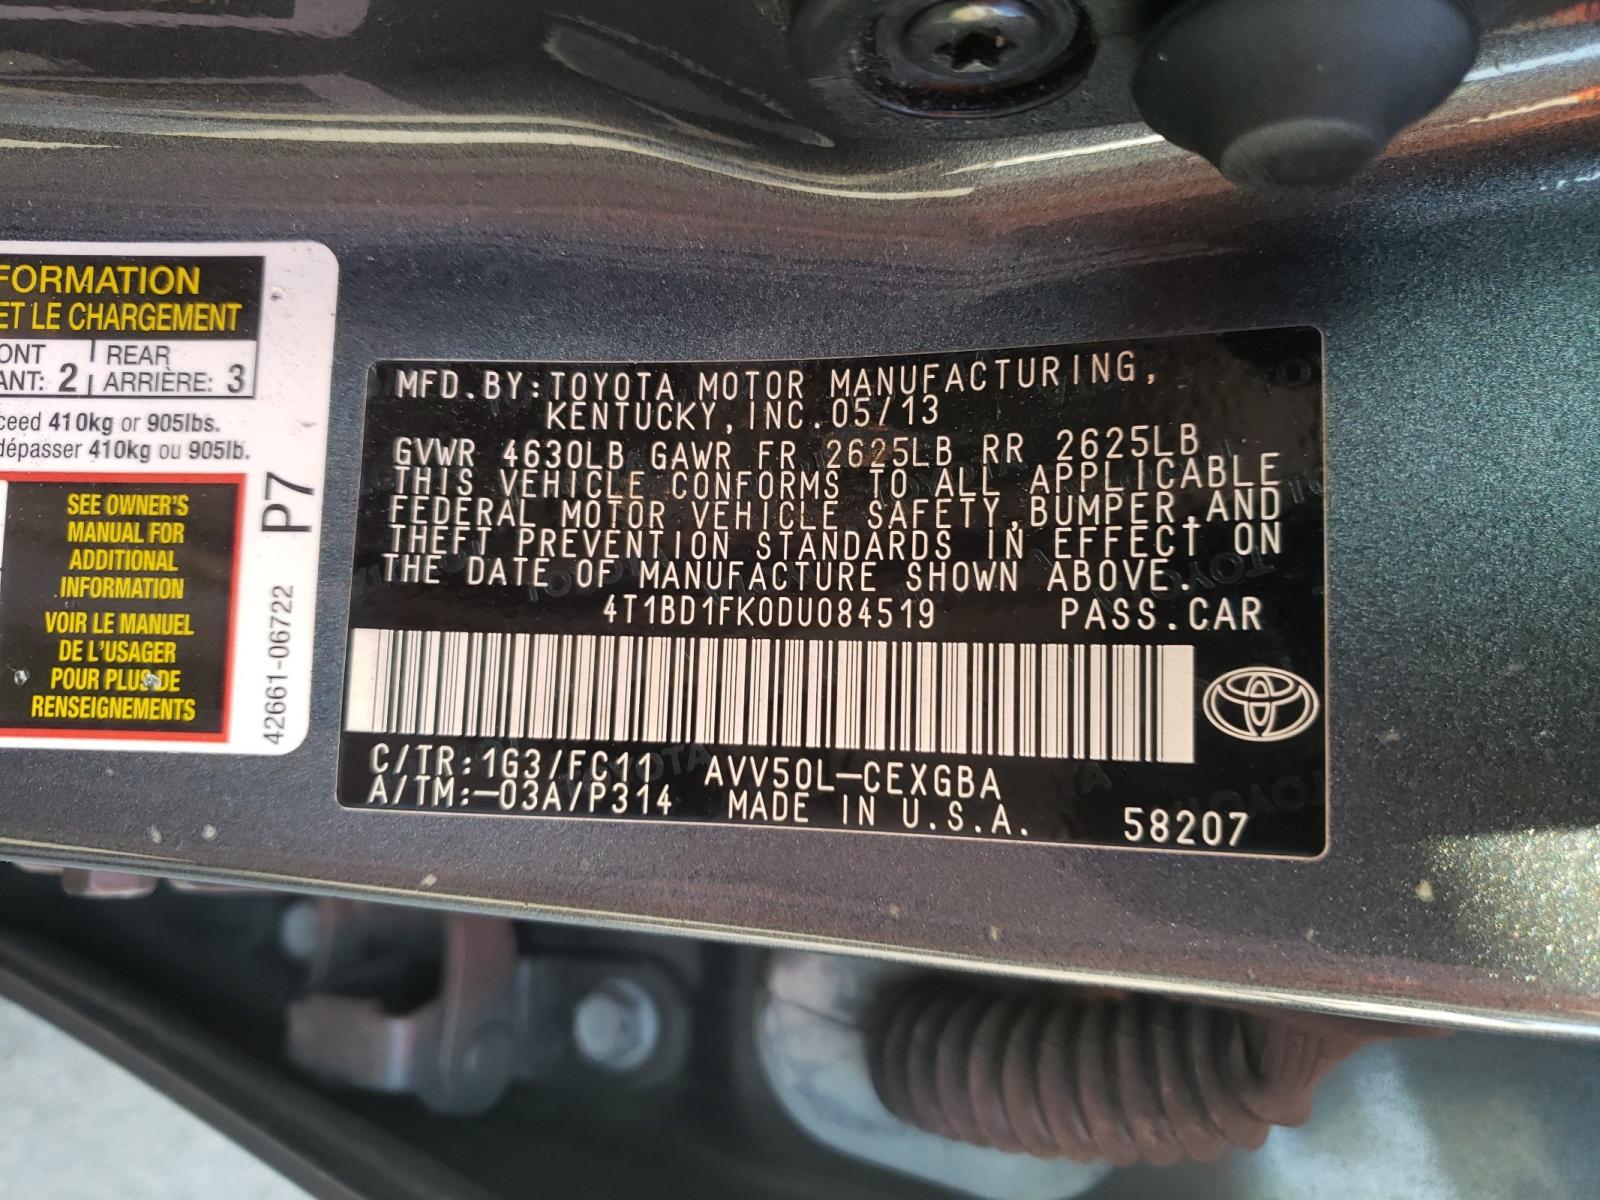 FORMATION
ET LE CHARGEMENT
ONT
ANT: 2
REAR
ARRIÈRE: 3
ceed 410kg or 905lbs.
dépasser 410kg ou 905lb.
SEE OWNER'S
MANUAL FOR
ADDITIONAL
INFORMATION
VOIR LE MANUEL
DE L'USAGER
POUR PLUS DE
RENSEIGNEMENTS
P7
42661-06722
MFD.BY:TOYOTA MOTOR MANUFACTURING,
KENTUCKY,INC.05/13
GVWR 4630LB GAWR FR 2625LB RR 2625LB
THIS VEHICLE CONFORMS TO ALL APPLICABLE
FEDERAL MOTOR VEHICLE SAFETY,BUMPER,AND
THEFT PREVENTION STANDARDS IN EFFECT ON
THE DATE OF MANUFACTURE SHOWN ABOVE.
4T1BD1FK0DU084519 PASS.CAR
C/TR:1G3/FC11 AVV50L-CEXGBA
A/TM:-03A/P314 MADE IN U.S.A. 58207